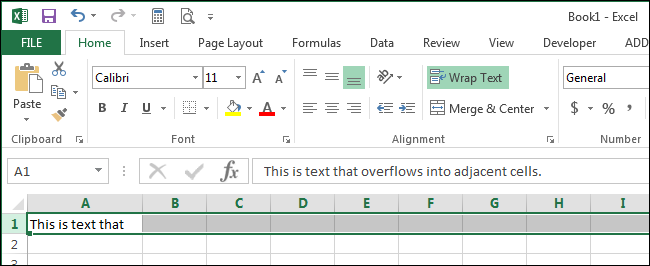 Book1 - Excel
FILE Home Insert Page Layout Formulas Data Review View Developer ADD
Calibri 11 A A Wrap Text General
Paste B I U A Merge & Center $ % ,
Clipboard Font Alignment Number
A1 fx This is text that overflows into adjacent cells.
A B C D E F G H I
1 This is text that
2
3